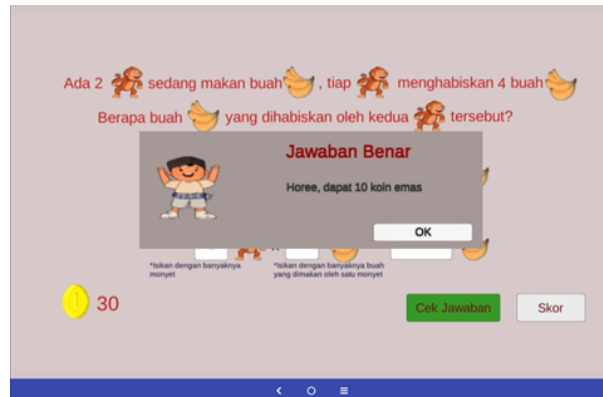 Ada 2 sedang makan buah , tiap menghabiskan 4 buah
Berapa buah yang dihabiskan oleh kedua tersebut?
Jawaban Benar
Horee, dapat 10 koin emas
OK
*Isikan dengan banyaknya
monyet
*Isikan dengan banyaknya buah
yang dimakan oleh satu monyet
1
30
Cek Jawaban
Skor